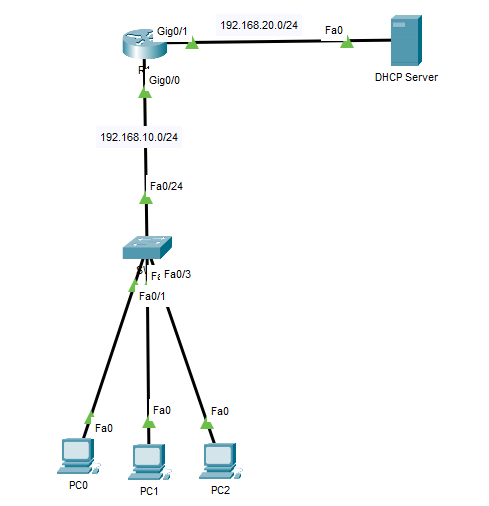 Gig0/1
192.168.20.0/24
Fa0
DHCP Server
Gig0/0
192.168.10.0/24
Fa0/24
Fa0/3
Fa0/1
Fa0
Fa0
Fa0
PC0
PC1
PC2